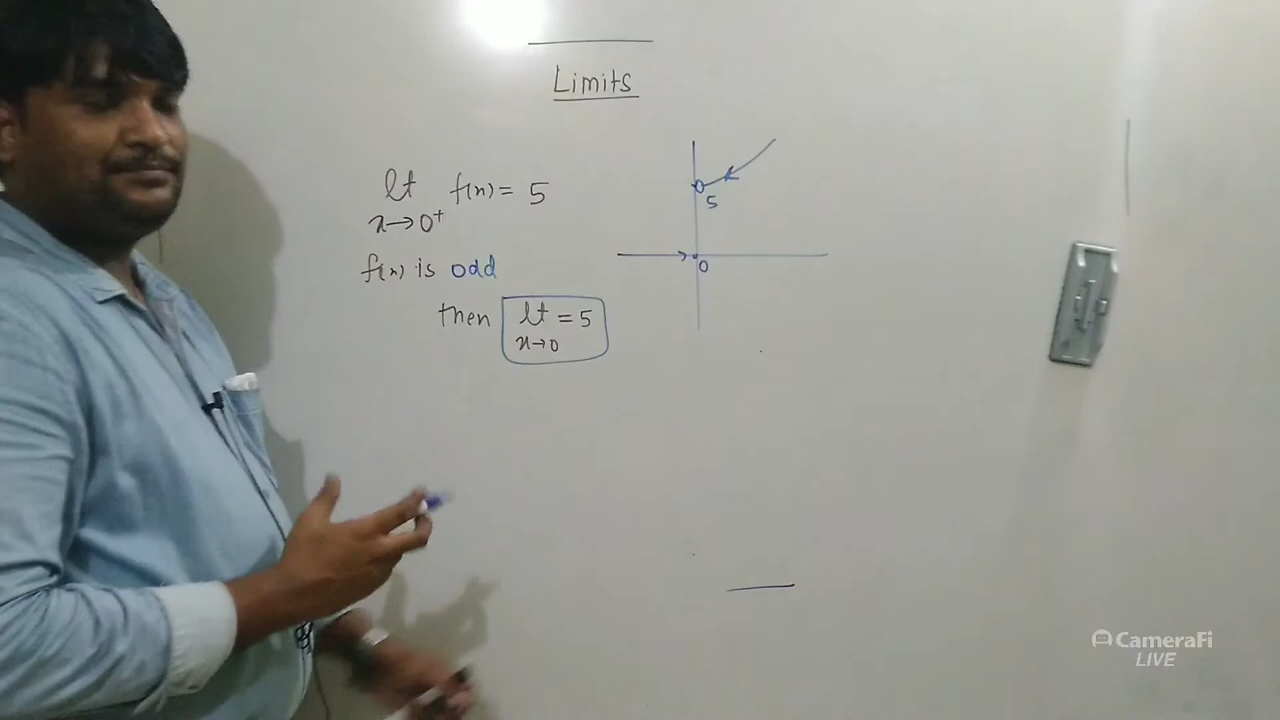 Limits
lt f(x) = 5
x→0⁺
f(x) is odd
then lt = 5
x→0
5
0
CameraFi
LIVE